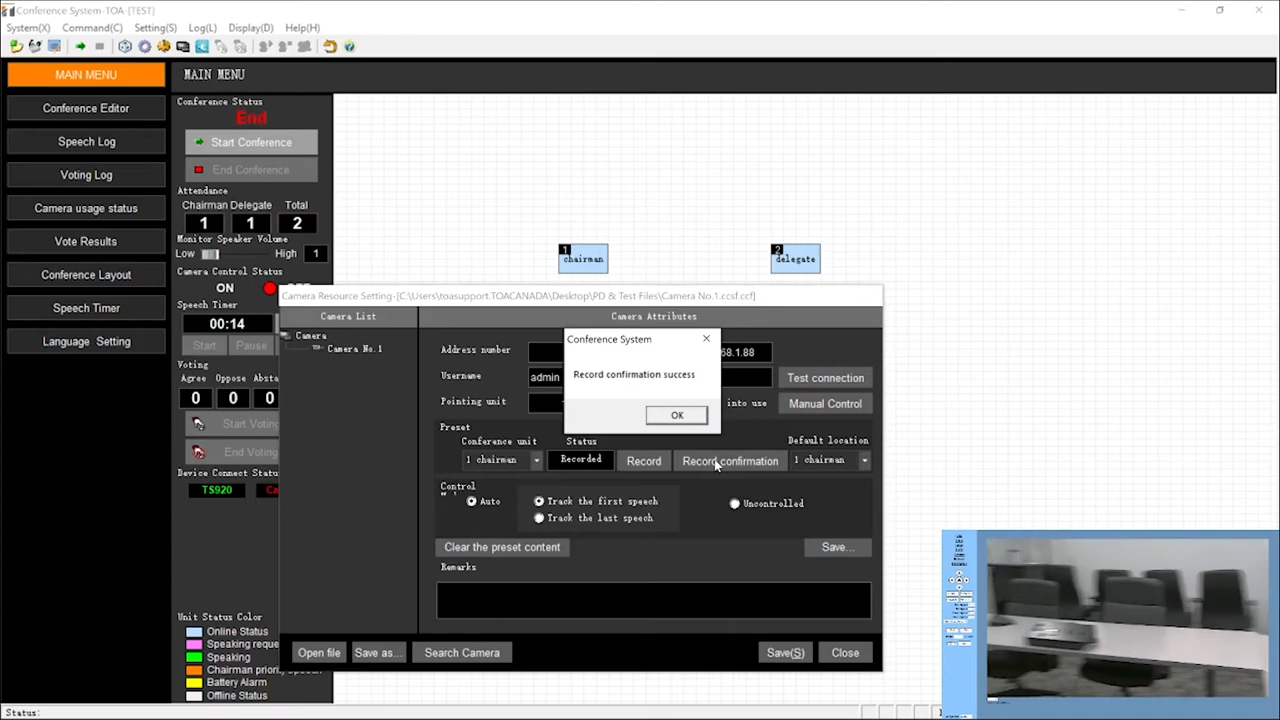 Conference System-TOA-[TEST]
System(X) Command(C) Setting(S) Log(L) Display(D) Help(H)
MAIN MENU
MAIN MENU
Conference Editor
Speech Log
Voting Log
Camera usage status
Vote Results
Conference Layout
Speech Timer
Language Setting
Conference Status
End
Start Conference
End Conference
Attendance
Chairman Delegate Total
1 1 2
Monitor Speaker Volume
Low High 1
Camera Control Status
ON
Speech Timer
00:14
Start Pause
Voting
Agree Oppose Absta
0 0 0
Start Voting
End Voting
Device Connect Status
TS920 Ca
Unit Status Color
Online Status
Speaking reque
Speaking
Chairman priority
Battery Alarm
Offline Status
1 chairman
2 delegate
Camera Resource Setting-[C:\Users\toasupport.TOACANADA\Desktop\PD & Test Files\Camera No.1.ccsf.ccf]
Camera List
Camera
Camera No.1
Camera Attributes
Address number 68.1.88
Username admin Test connection
Pointing unit into use Manual Control
Conference System
Record confirmation success
OK
Preset
Conference unit Status Default location
1 chairman Recorded Record Record confirmation 1 chairman
Control
Auto Track the first speech Uncontrolled
Track the last speech
Clear the preset content Save...
Remarks
Open file Save as... Search Camera Save(S) Close
Status: